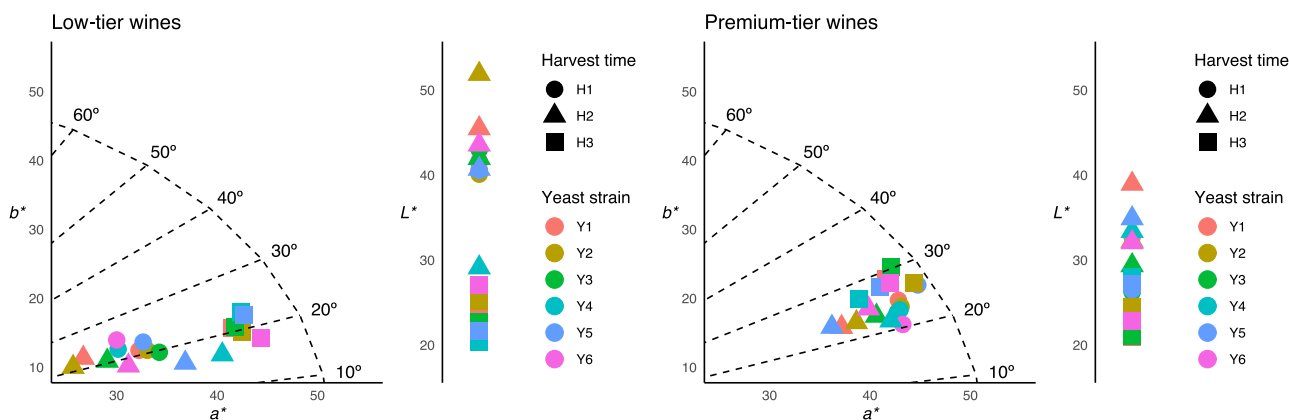 Low-tier wines
50
40
30
20
10
b*
60º
50º
40º
30º
20º
10º
30
40
50
a*
50
40
30
20
L*
Harvest time
H1
H2
H3
Yeast strain
Y1
Y2
Y3
Y4
Y5
Y6
Premium-tier wines
50
40
30
20
10
b*
60º
50º
40º
30º
20º
10º
30
40
50
a*
50
40
30
20
L*
Harvest time
H1
H2
H3
Yeast strain
Y1
Y2
Y3
Y4
Y5
Y6